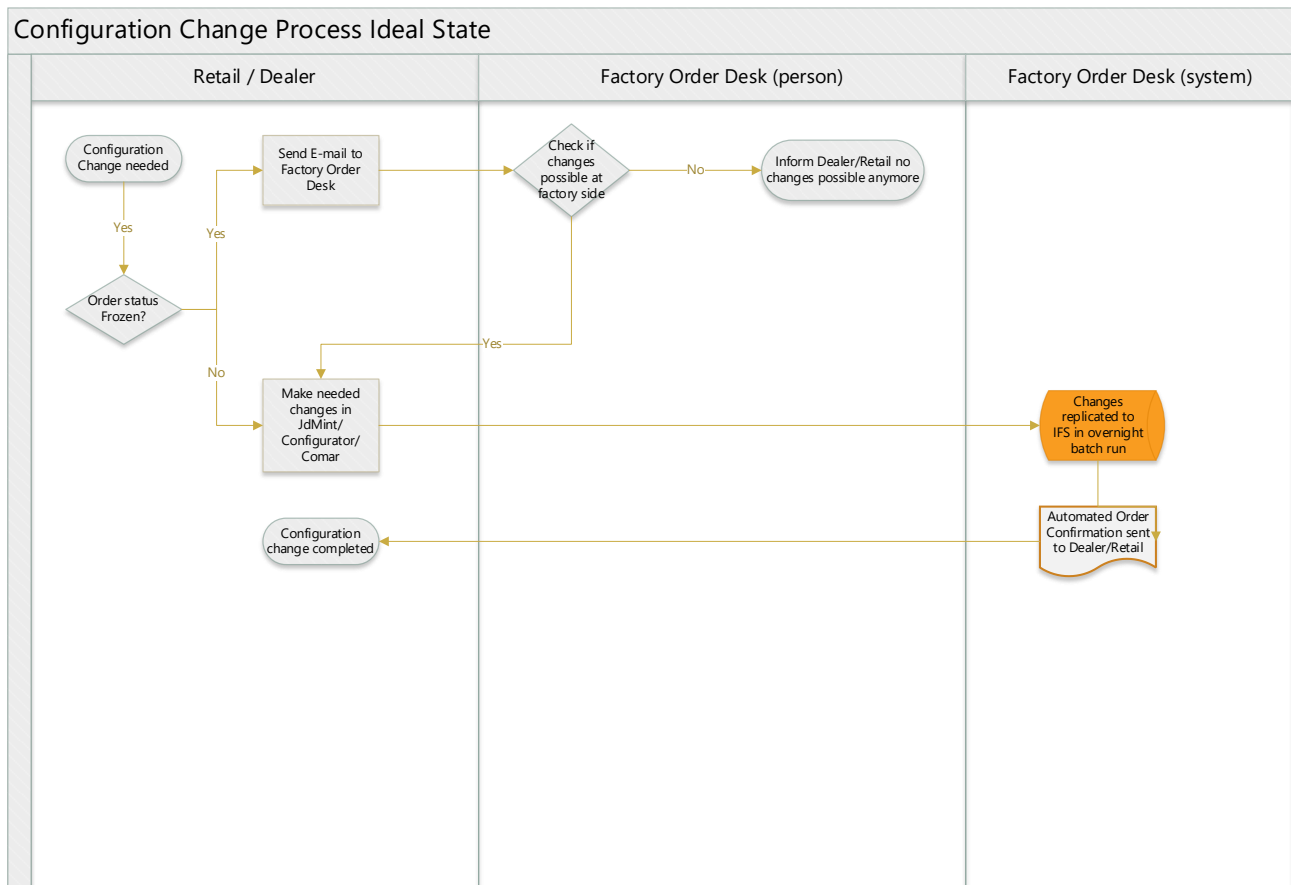 Configuration Change Process Ideal State
Retail / Dealer
Factory Order Desk (person)
Factory Order Desk (system)
Configuration
Change needed
Send E-mail to
Factory Order
Desk
Check if
changes
possible at
factory side
No
Inform Dealer/Retail no
changes possible anymore
Yes
Yes
Order status
Frozen?
Yes
No
Make needed
changes in
JdMint/
Configurator/
Comar
Changes
replicated to
IFS in overnight
batch run
Automated Order
Confirmation sent
to Dealer/Retail
Configuration
change completed